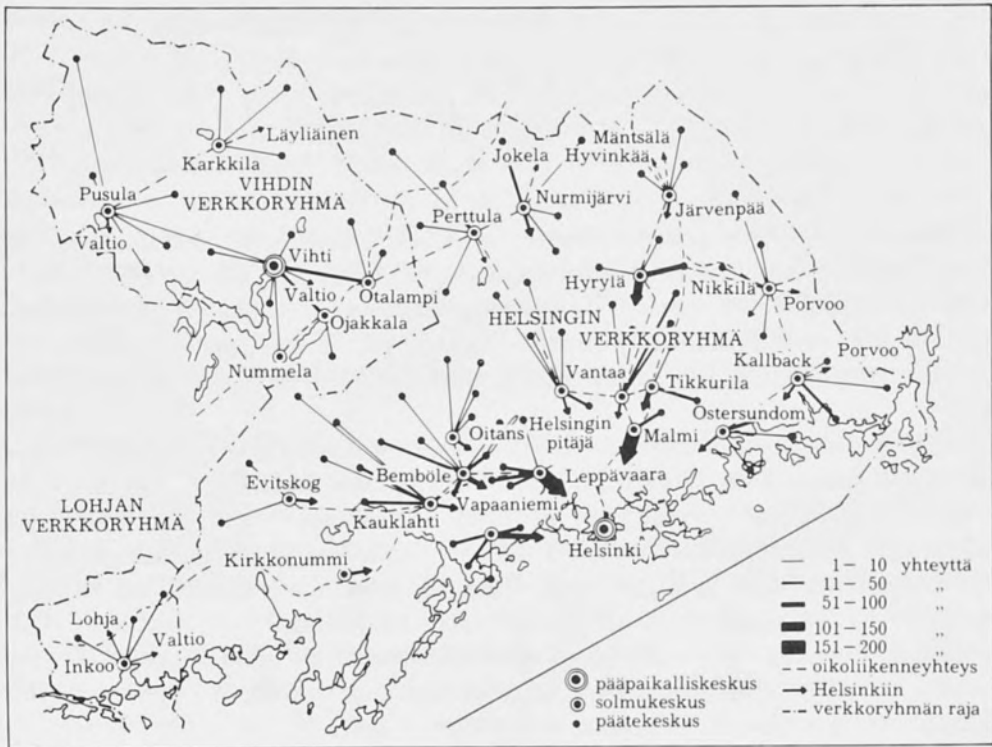 Läyliäinen
Karkkila
VIHDIN
VERKKORYHMÄ
Pusula
Valtio
Vihti
Valtio
Otalampi
Ojakkala
Nummela
Jokela
Nurmijärvi
Perttula
Mäntsälä
Hyvinkää
Järvenpää
Hyrylä
Nikkilä
Porvoo
HELSINGIN
VERKKORYHMÄ
Vantaa
Tikkurila
Kallback
Porvoo
Östersundom
Helsingin
pitäjä
Malmi
Oitans
Bemböle
Leppävaara
Evitskog
Kauklahti
Vapaaniemi
LOHJAN
VERKKORYHMÄ
Helsinki
Kirkkonummi
Lohja
Valtio
Inkoo
1 – 10 yhteyttä
11 – 50 ,,
51 – 100 ,,
101 – 150 ,,
151 – 200 ,,
oikoliikenneyhteys
Helsinkiin
verkkoryhmän raja
pääpaikalliskeskus
solmukeskus
päätekeskus